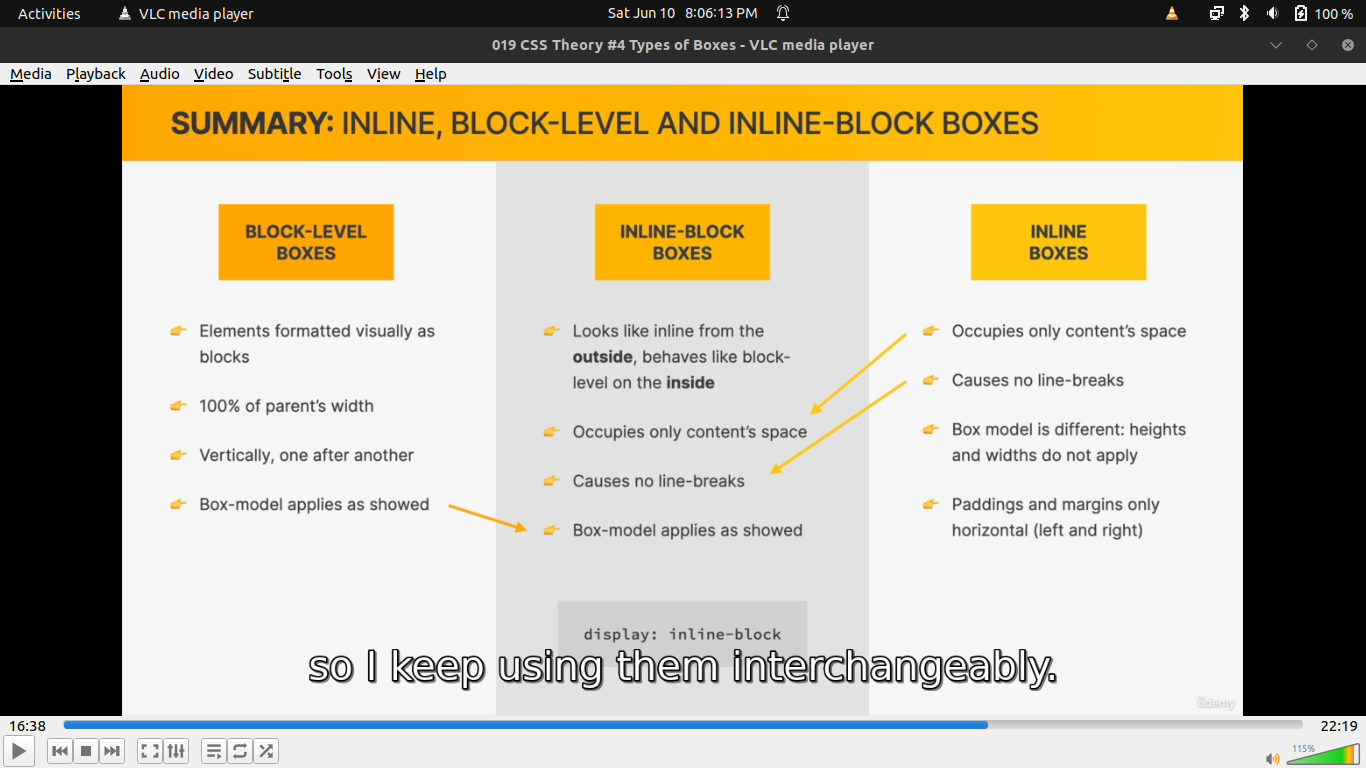 Activities
VLC media player
Sat Jun 10 8:06:13 PM
100 %
019 CSS Theory #4 Types of Boxes - VLC media player
Media Playback Audio Video Subtitle Tools View Help
SUMMARY: INLINE, BLOCK-LEVEL AND INLINE-BLOCK BOXES
BLOCK-LEVEL
BOXES
Elements formatted visually as
blocks
100% of parent's width
Vertically, one after another
Box-model applies as showed
INLINE-BLOCK
BOXES
Looks like inline from the
outside, behaves like block-
level on the inside
Occupies only content's space
Causes no line-breaks
Box-model applies as showed
display: inline-block
INLINE
BOXES
Occupies only content's space
Causes no line-breaks
Box model is different: heights
and widths do not apply
Paddings and margins only
horizontal (left and right)
so I keep using them interchangeably.
ûdemy
16:38
22:19
115%